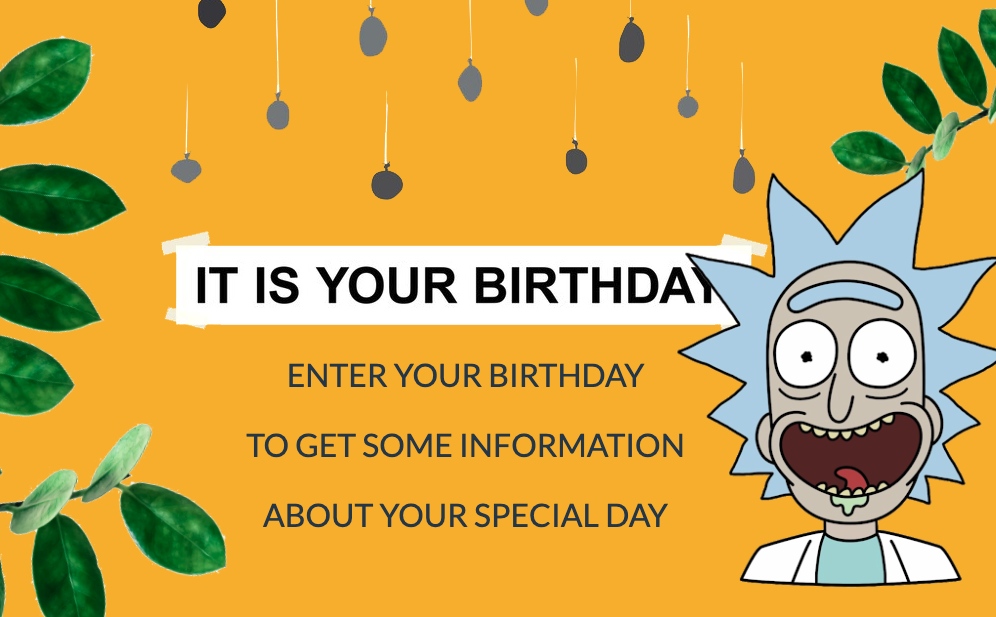 IT IS YOUR BIRTHDAY
ENTER YOUR BIRTHDAY
TO GET SOME INFORMATION
ABOUT YOUR SPECIAL DAY